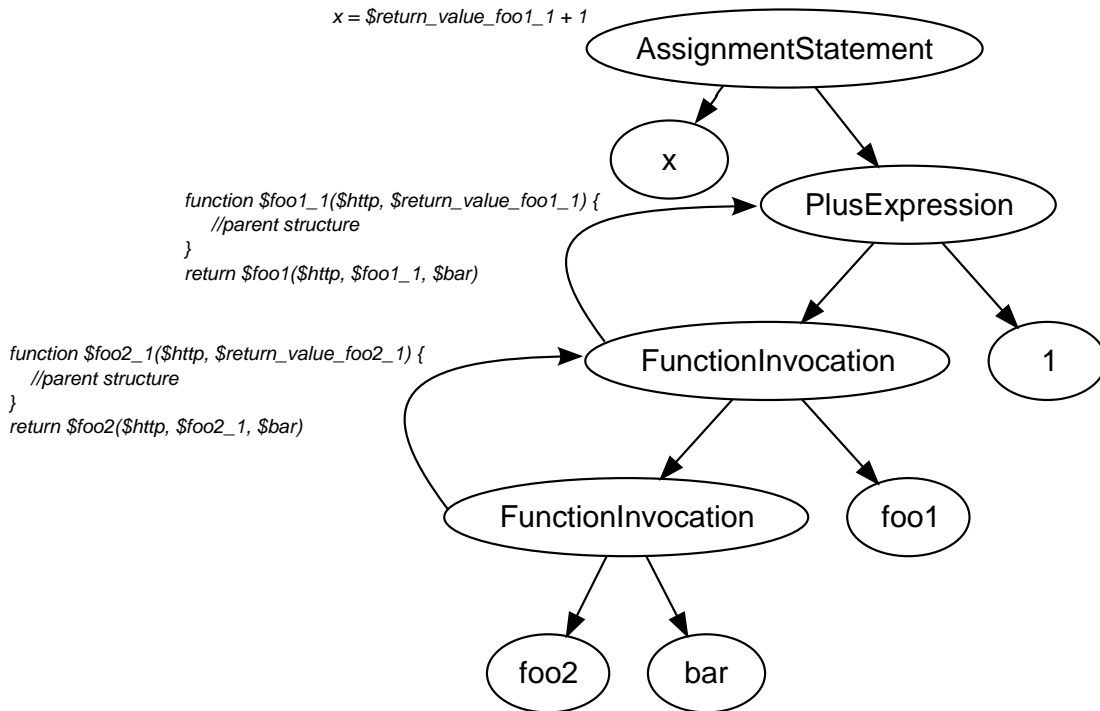 x = $return_value_foo1_1 + 1
AssignmentStatement
x
function $foo1_1($http, $return_value_foo1_1) {
//parent structure
}
return $foo1($http, $foo1_1, $bar)
PlusExpression
function $foo2_1($http, $return_value_foo2_1) {
//parent structure
}
return $foo2($http, $foo2_1, $bar)
FunctionInvocation
1
FunctionInvocation
foo1
foo2
bar